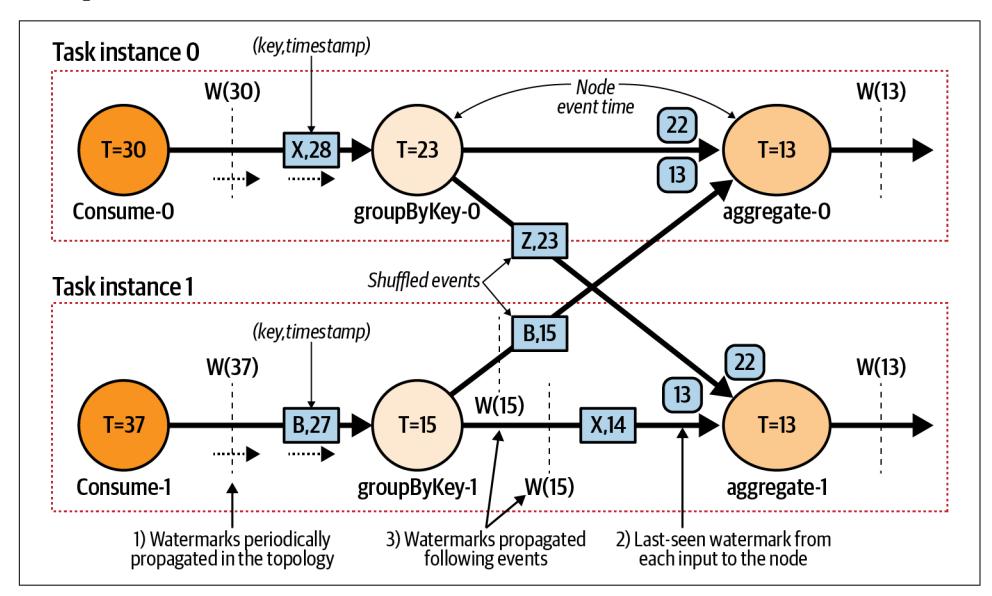 Task instance 0
(key,timestamp)
W(30)
Node
event time
W(13)
22
T=30
X,28
T=23
T=13
13
Consume-0
groupByKey-0
aggregate-0
Z,23
Shuffled events
Task instance 1
(key,timestamp)
B,15
W(37)
22
W(13)
13
W(15)
T=37
B,27
T=15
X,14
T=13
Consume-1
groupByKey-1
W(15)
aggregate-1
1) Watermarks periodically
propagated in the topology
3) Watermarks propagated
following events
2) Last-seen watermark from
each input to the node